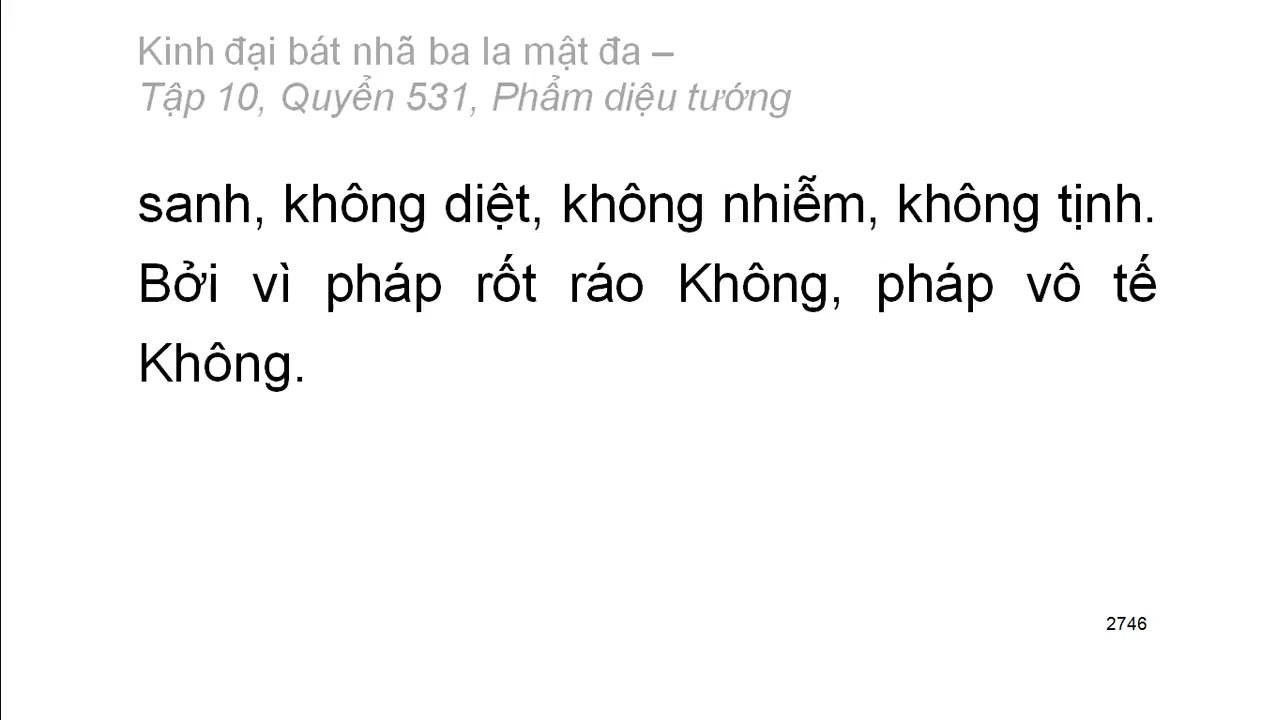 Kinh đại bát nhã ba la mật đa –
Tập 10, Quyển 531, Phẩm diệu tướng
sanh, không diệt, không nhiễm, không tịnh.
Bởi vì pháp rốt ráo Không, pháp vô tế
Không.
2746